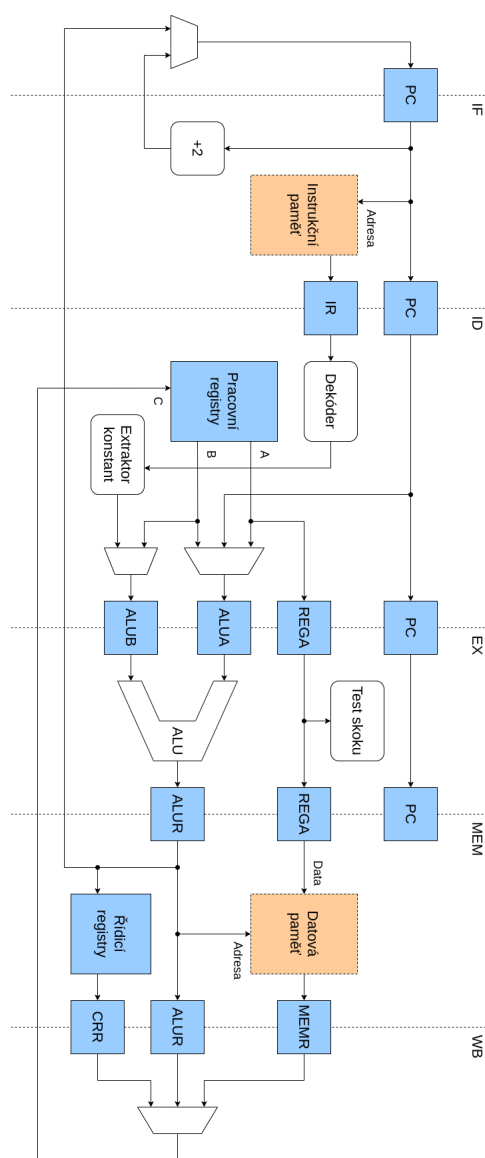 IF
ID
EX
MEM
WB
PC
+2
Instrukční
paměť
Adresa
PC
IR
Dekóder
Pracovní
registry
A
B
C
Extraktor
konstant
PC
REGA
ALUA
ALUB
Test skoku
ALU
PC
REGA
ALUR
Data
Datová
paměť
Adresa
Řídicí
registry
MEMR
ALUR
CRR